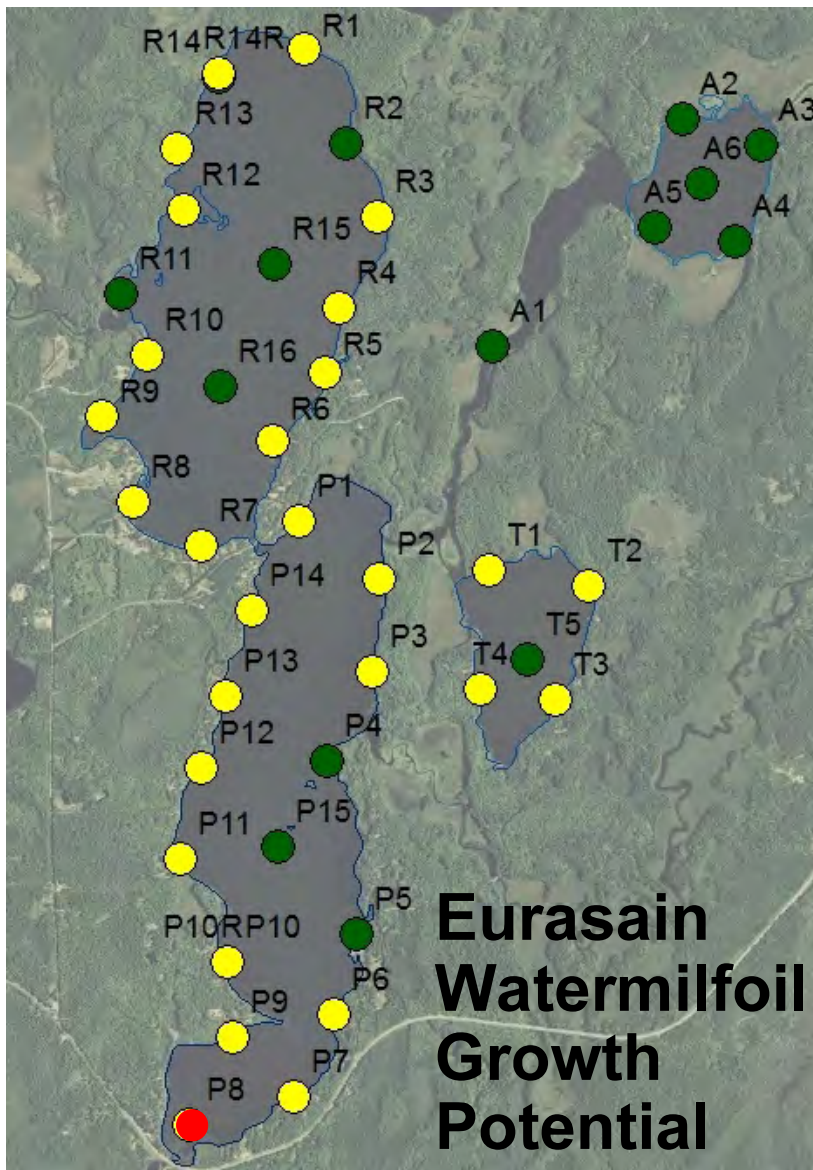 R1
R14R14R
R2
R13
R12
R3
R15
R11
R4
R10
R16
R5
R9
R6
R8
R7
A2
A3
A6
A5
A4
A1
P1
P2
P14
P3
P13
P4
P12
P15
P11
P5
P10RP10
P6
P9
P7
P8
T1
T2
T5
T4
T3
Eurasain
Watermilfoil
Growth
Potential